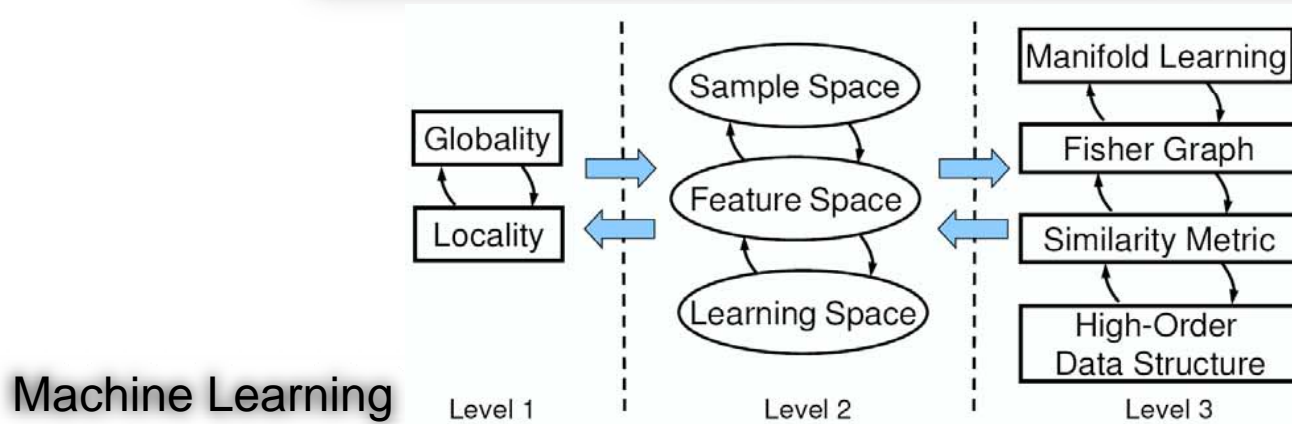 Globality
Locality
Sample Space
Feature Space
Learning Space
Manifold Learning
Fisher Graph
Similarity Metric
High-Order
Data Structure
Machine Learning
Level 1
Level 2
Level 3